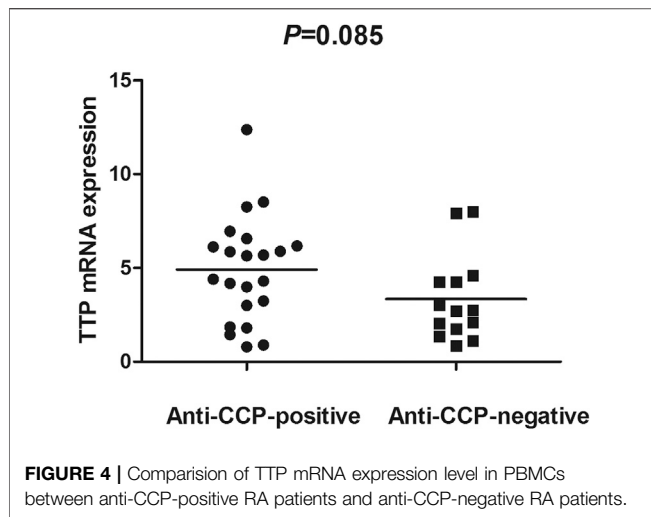 P=0.085
15
10
5
0
TTP mRNA expression
Anti-CCP-positive Anti-CCP-negative
FIGURE 4 | Comparision of TTP mRNA expression level in PBMCs
between anti-CCP-positive RA patients and anti-CCP-negative RA patients.